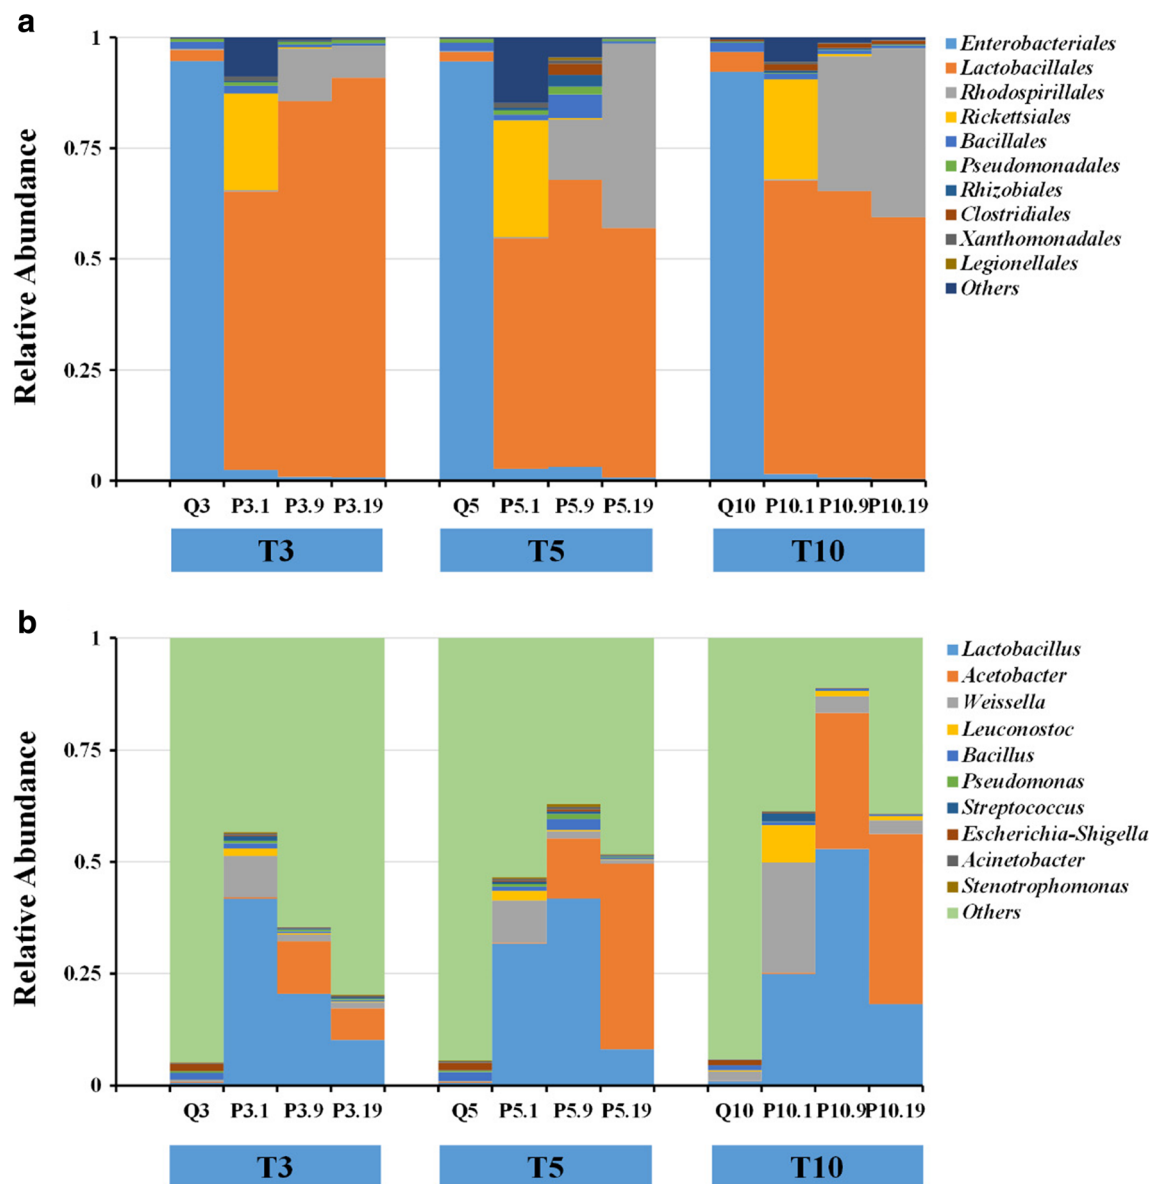 a
Relative Abundance
1
0.75
0.5
0.25
0
Q3 P3.1 P3.9 P3.19 Q5 P5.1 P5.9 P5.19 Q10 P10.1 P10.9 P10.19
T3 T5 T10
Enterobacteriales
Lactobacillales
Rhodospirillales
Rickettsiales
Bacillales
Pseudomonadales
Rhizobiales
Clostridiales
Xanthomonadales
Legionellales
Others
b
Relative Abundance
1
0.75
0.5
0.25
0
Q3 P3.1 P3.9 P3.19 Q5 P5.1 P5.9 P5.19 Q10 P10.1 P10.9 P10.19
T3 T5 T10
Lactobacillus
Acetobacter
Weissella
Leuconostoc
Bacillus
Pseudomonas
Streptococcus
Escherichia-Shigella
Acinetobacter
Stenotrophomonas
Others